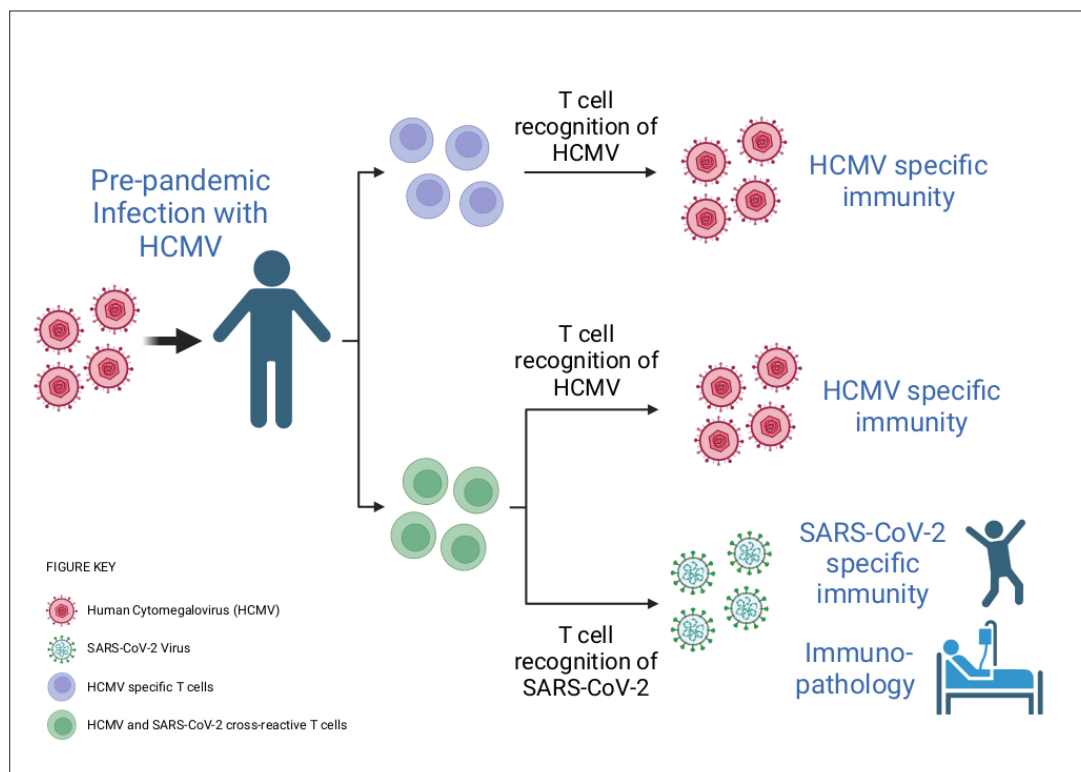 Pre-pandemic
Infection with
HCMV
T cell
recognition of
HCMV
HCMV specific
immunity
T cell
recognition of
HCMV
HCMV specific
immunity
T cell
recognition of
SARS-CoV-2
SARS-CoV-2
specific
immunity
Immuno-
pathology
FIGURE KEY
Human Cytomegalovirus (HCMV)
SARS-CoV-2 Virus
HCMV specific T cells
HCMV and SARS-CoV-2 cross-reactive T cells